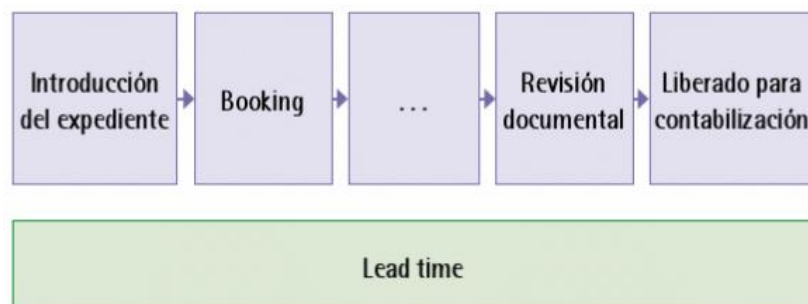 Introducción
del expediente
Booking
...
Revisión
documental
Liberado para
contabilización
Lead time